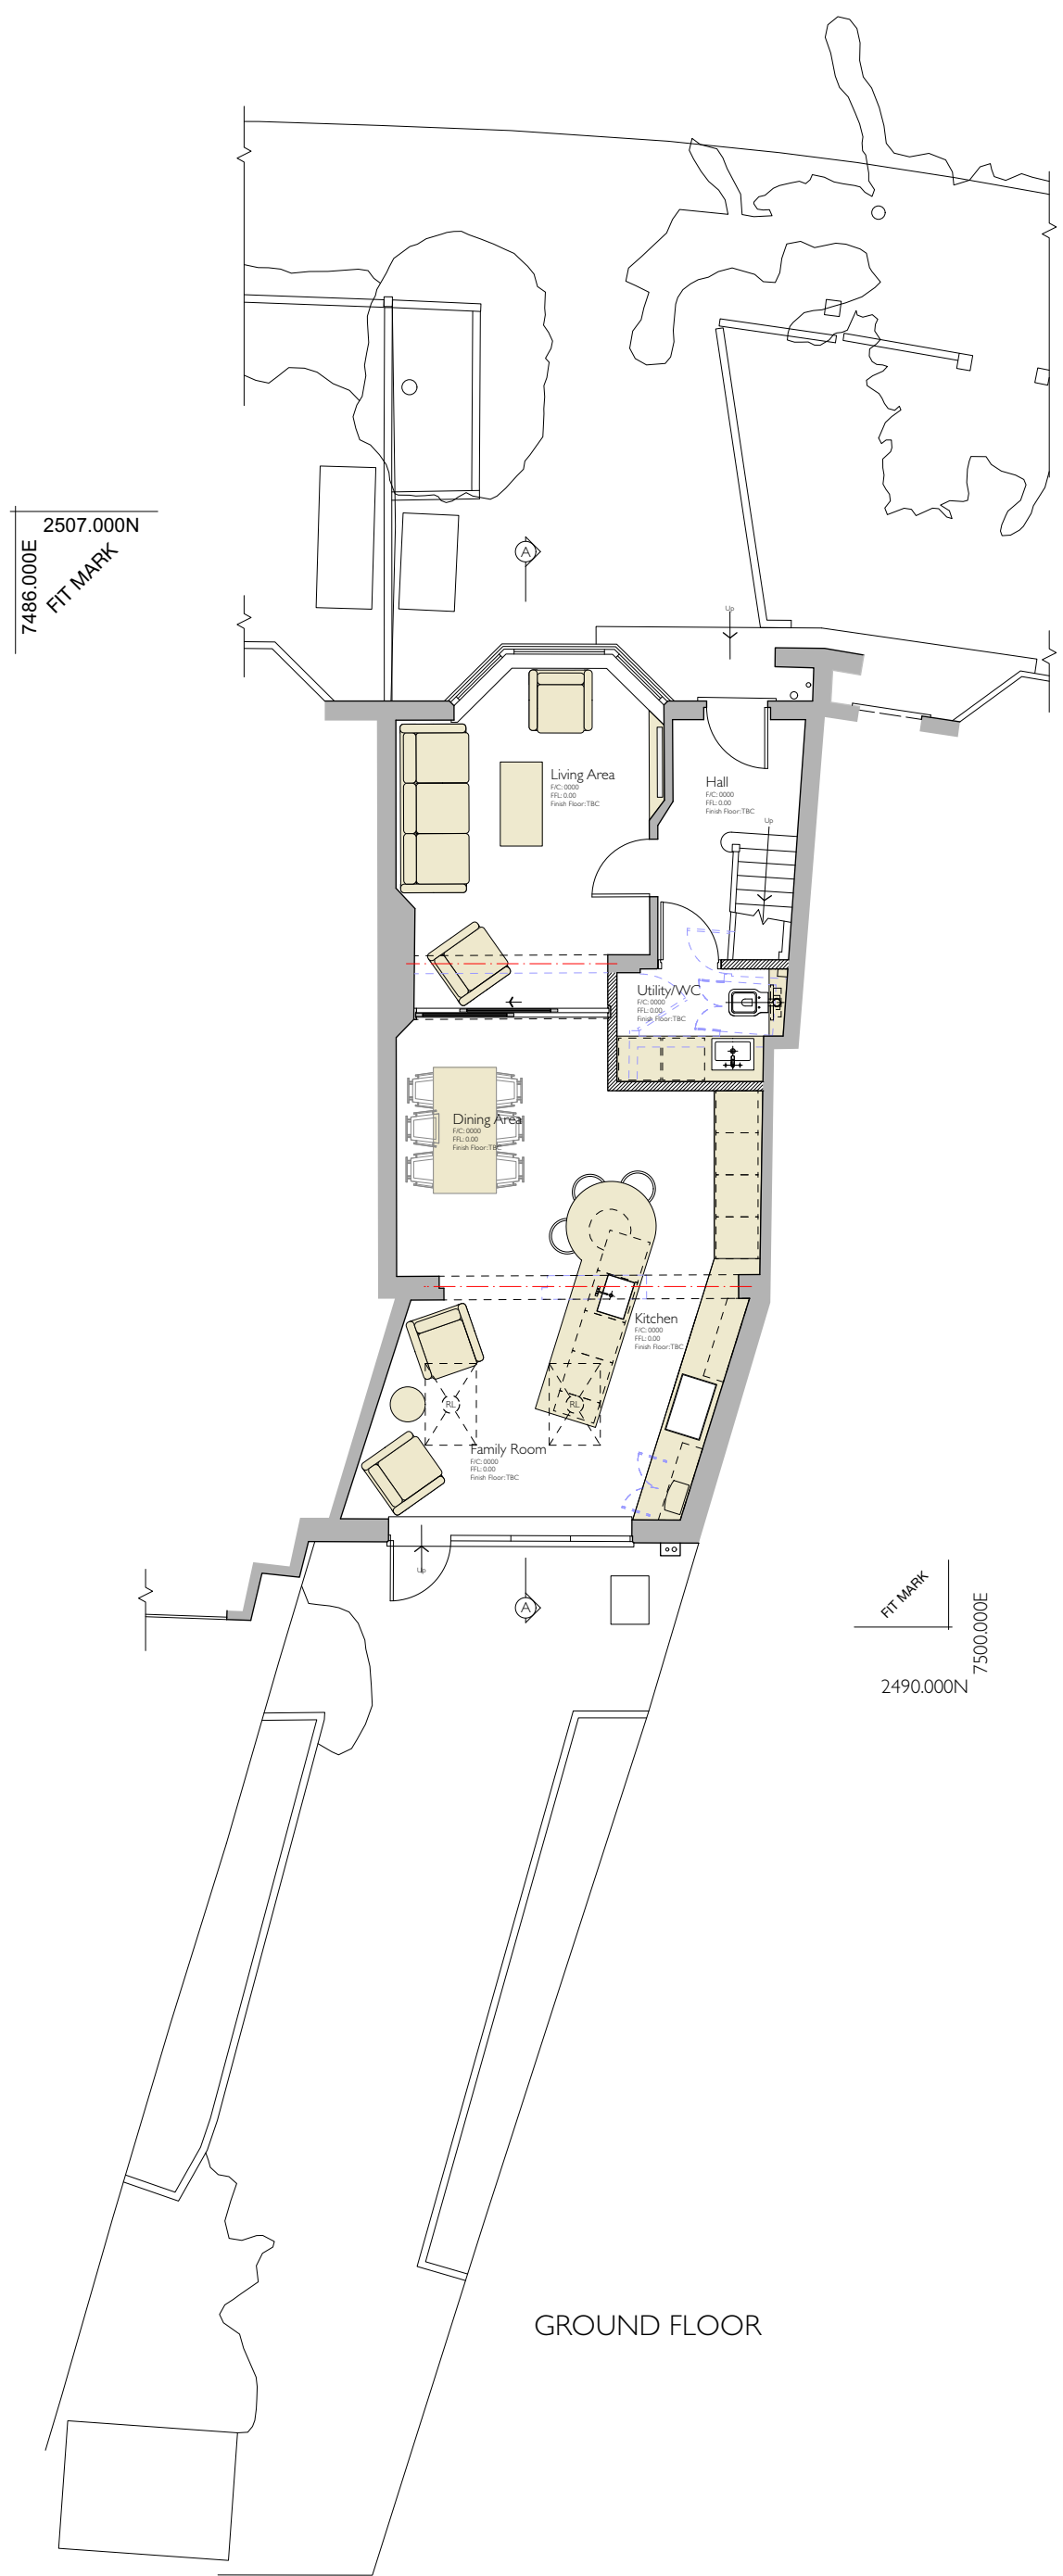 2507.000N
7486.000E
FIT MARK
A
Up
Living Area
F/C: 0000
FFL: 0.00
Finish Floor: TBC
Hall
F/C: 0000
FFL: 0.00
Finish Floor: TBC
Up
Utility/WC
F/C: 0000
FFL: 0.00
Finish Floor: TBC
Dining Area
F/C: 0000
FFL: 0.00
Finish Floor: TBC
Kitchen
F/C: 0000
FFL: 0.00
Finish Floor: TBC
RL
RL
Family Room
F/C: 0000
FFL: 0.00
Finish Floor: TBC
Up
A
FIT MARK
7500.000E
2490.000N
GROUND FLOOR